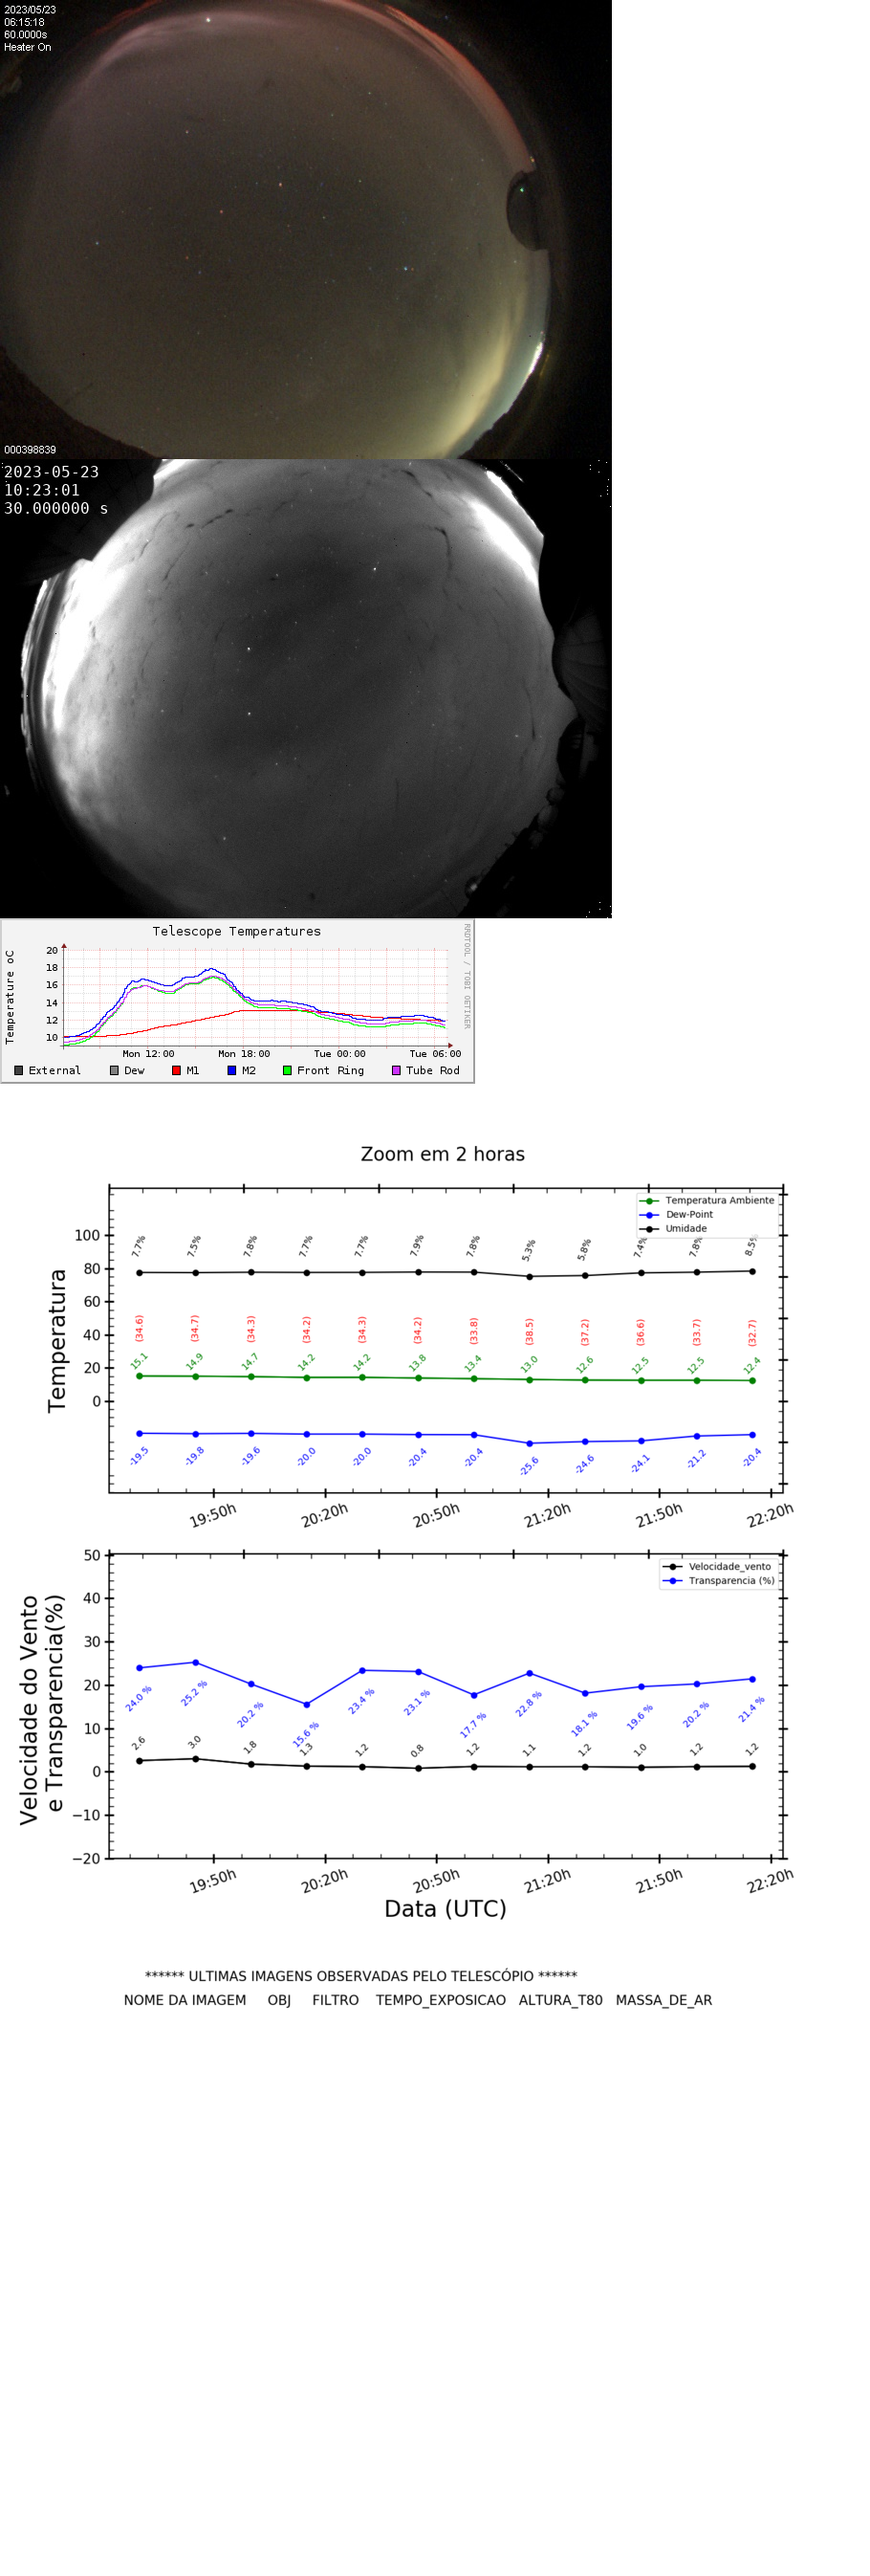 2023/05/23
06:15:18
60.0000s
Heater On
000398839
2023-05-23
10:23:01
30.000000 s
Telescope Temperatures
RRDTOOL / TOBI OETIKER
Temperature oC
20
18
16
14
12
10
Mon 12:00 Mon 18:00 Tue 00:00 Tue 06:00
External Dew M1 M2 Front Ring Tube Rod
Zoom em 2 horas
Temperatura Ambiente
Dew-Point
Umidade
Temperatura
100
80
60
40
20
0
7.7% 7.5% 7.8% 7.7% 7.7% 7.9% 7.8% 5.3% 5.8% 7.4% 7.8% 8.5%
(34.6) (34.7) (34.3) (34.2) (34.3) (34.2) (33.8) (38.5) (37.2) (36.6) (33.7) (32.7)
15.1 14.9 14.7 14.2 14.2 13.8 13.4 13.0 12.6 12.5 12.5 12.4
-19.5 -19.8 -19.6 -20.0 -20.0 -20.4 -20.4 -25.6 -24.6 -24.1 -21.2 -20.4
19:50h 20:20h 20:50h 21:20h 21:50h 22:20h
Velocidade_vento
Transparencia (%)
Velocidade do Vento
e Transparencia(%)
50
40
30
20
10
0
−10
−20
24.0 % 25.2 % 20.2 % 15.6 % 23.4 % 23.1 % 17.7 % 22.8 % 18.1 % 19.6 % 20.2 % 21.4 %
2.6 3.0 1.8 1.3 1.2 0.8 1.2 1.1 1.2 1.0 1.2 1.2
19:50h 20:20h 20:50h 21:20h 21:50h 22:20h
Data (UTC)
****** ULTIMAS IMAGENS OBSERVADAS PELO TELESCÓPIO ******
NOME DA IMAGEM OBJ FILTRO TEMPO_EXPOSICAO ALTURA_T80 MASSA_DE_AR